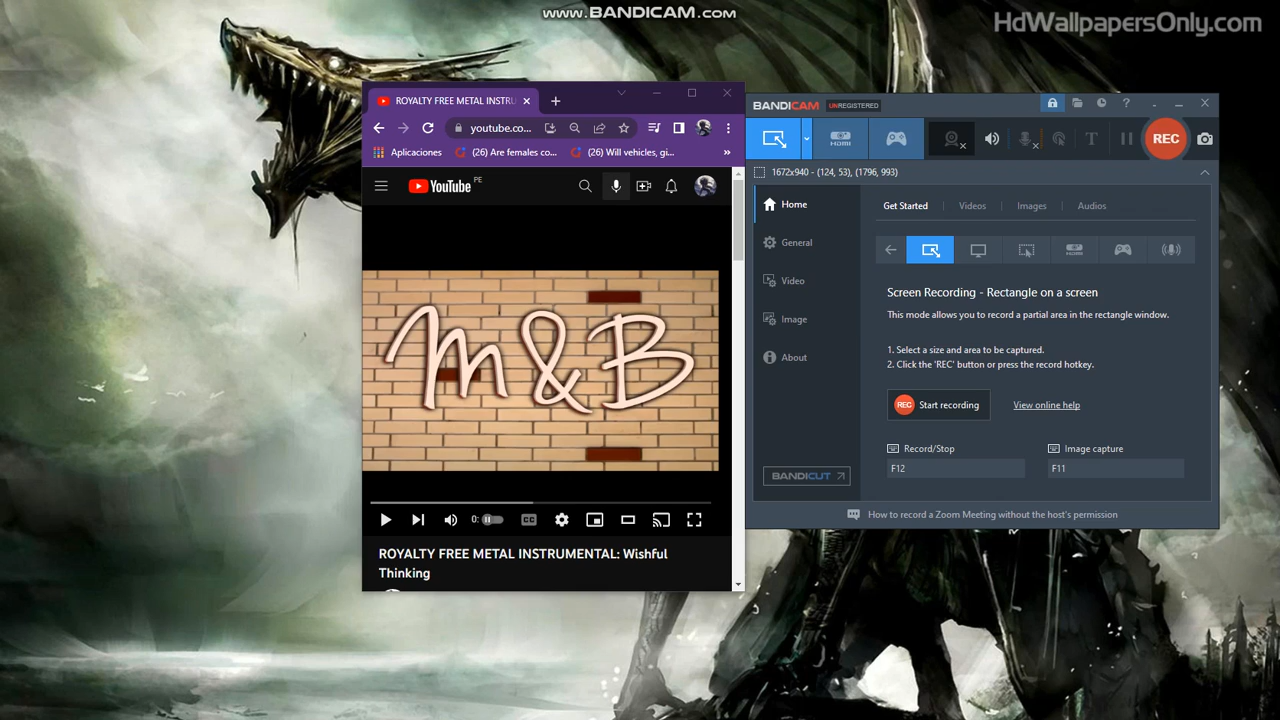 www.BANDICAM.com
HdWallpapersOnly.com
ROYALTY FREE METAL INSTRU
youtube.co...
Aplicaciones
(26) Are females co...
(26) Will vehicles, gi...
»
YouTube PE
M&B
0:
CC
ROYALTY FREE METAL INSTRUMENTAL: Wishful
Thinking
BANDICAM UNREGISTERED
HDMI
REC
1672x940 - (124, 53), (1796, 993)
Home
General
Video
Image
About
BANDICUT
Get Started
Videos
Images
Audios
HDMI
Screen Recording - Rectangle on a screen
This mode allows you to record a partial area in the rectangle window.
1. Select a size and area to be captured.
2. Click the 'REC' button or press the record hotkey.
REC Start recording
View online help
Record/Stop
Image capture
F12
F11
How to record a Zoom Meeting without the host's permission